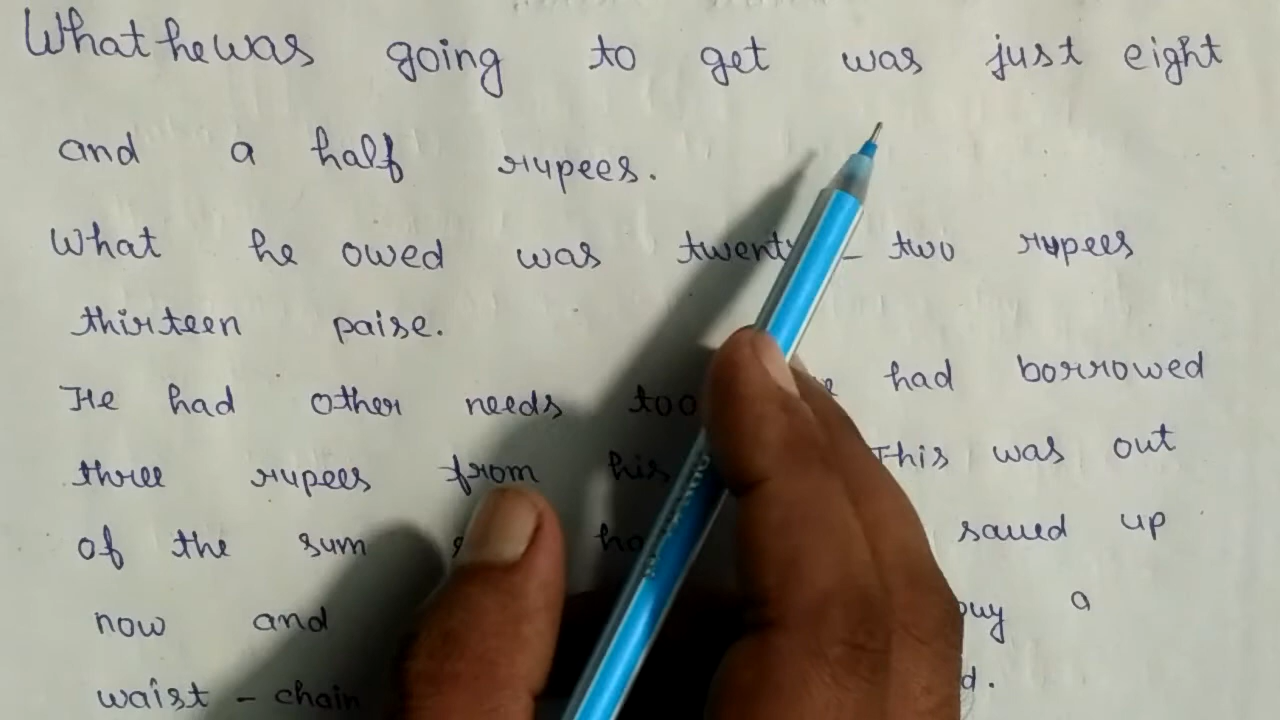 What he was going to get was just eight
and a half rupees.
What he owed was twenty - two rupees
thirteen paise.
He had other needs too had borrowed
three rupees from his This was out
of the sum saved up
now and buy a
waist - chain